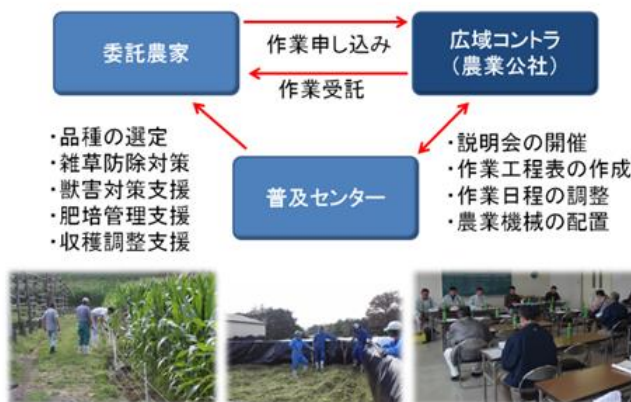 委託農家
作業申し込み
広域コントラ
（農業公社）
作業受託
・品種の選定
・雑草防除対策
・獣害対策支援
・肥培管理支援
・収穫調整支援
普及センター
・説明会の開催
・作業工程表の作成
・作業日程の調整
・農業機械の配置